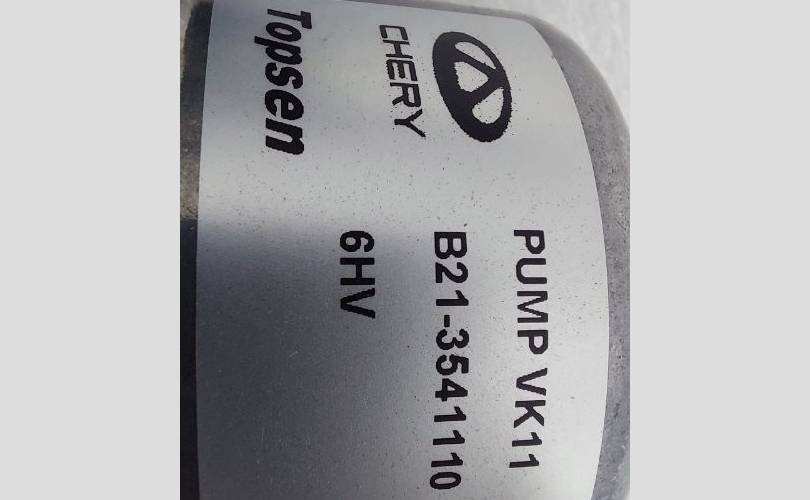 CHERY
Topsen
PUMP VK11
B21-3541110
6HV